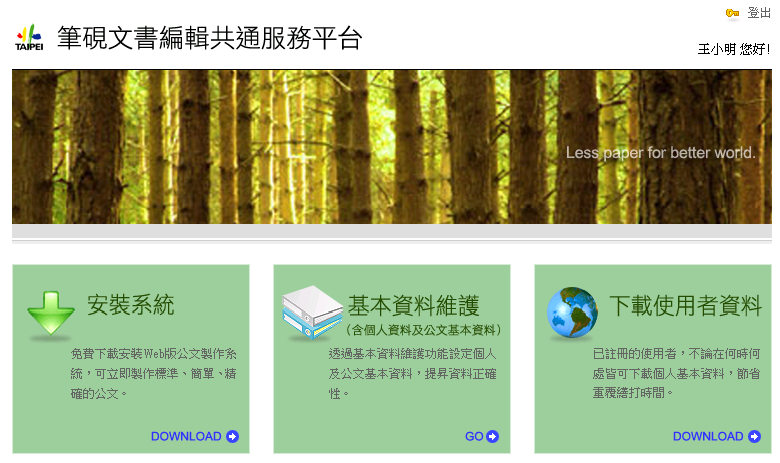 登出
TAIPEI
筆硯文書編輯共通服務平台
王小明 您好!
Less paper for better world.
安裝系統
免費下載安裝Web版公文製作系
統，可立即製作標準、簡單、精
確的公文。
DOWNLOAD
基本資料維護
(含個人資料及公文基本資料)
透過基本資料維護功能設定個人
及公文基本資料，提昇資料正確
性。
GO
下載使用者資料
已註冊的使用者，不論在何時何
處皆可下載個人基本資料，節省
重覆繕打時間。
DOWNLOAD